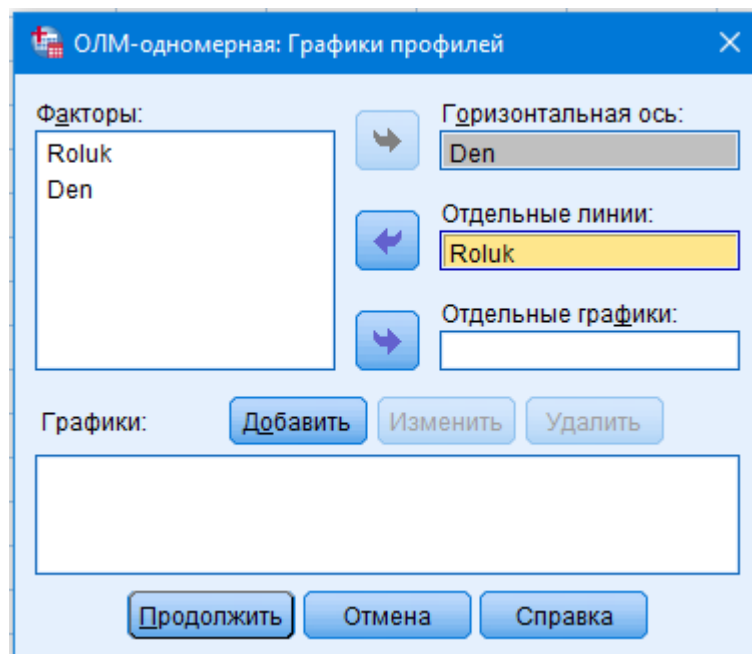 ОЛМ-одномерная: Графики профилей
Факторы:
Roluk
Den
Горизонтальная ось:
Den
Отдельные линии:
Roluk
Отдельные графики:
Графики:
Добавить
Изменить
Удалить
Продолжить
Отмена
Справка